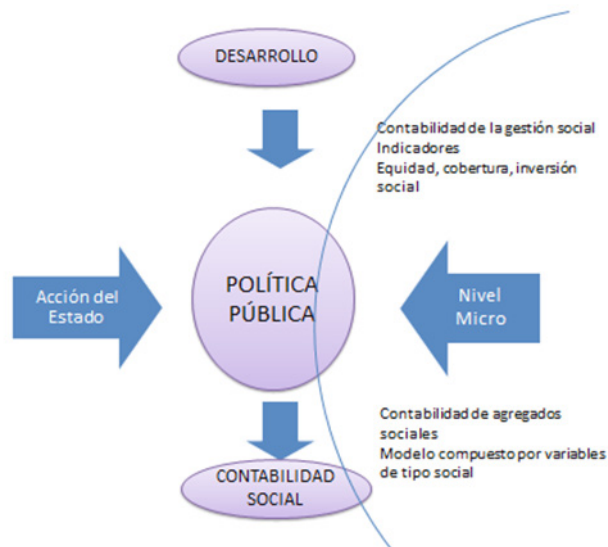 DESARROLLO
Contabilidad de la gestión social
Indicadores
Equidad, cobertura, inversión
social
Acción del
Estado
POLÍTICA
PÚBLICA
Nivel
Micro
Contabilidad de agregados
sociales
Modelo compuesto por variables
de tipo social
CONTABILIDAD
SOCIAL